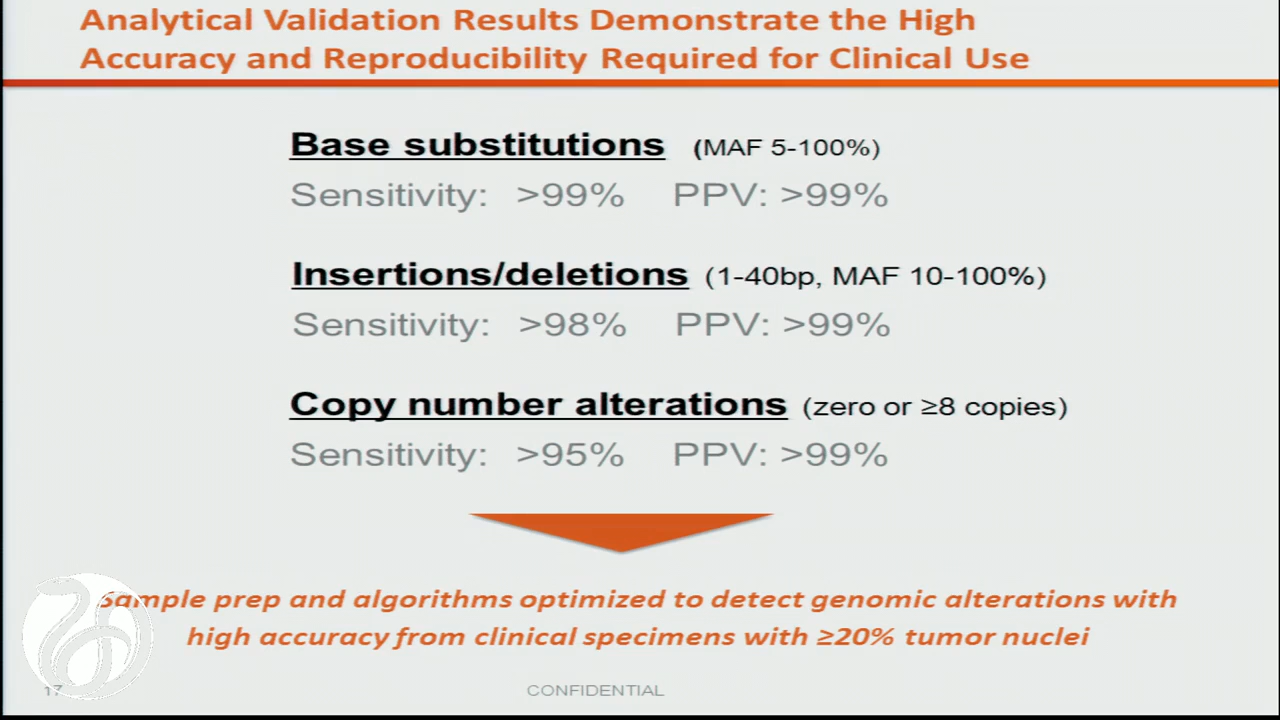 Analytical Validation Results Demonstrate the High
Accuracy and Reproducibility Required for Clinical Use
Base substitutions (MAF 5-100%)
Sensitivity: >99% PPV: >99%
Insertions/deletions (1-40bp, MAF 10-100%)
Sensitivity: >98% PPV: >99%
Copy number alterations (zero or ≥8 copies)
Sensitivity: >95% PPV: >99%
Sample prep and algorithms optimized to detect genomic alterations with
high accuracy from clinical specimens with ≥20% tumor nuclei
17 CONFIDENTIAL